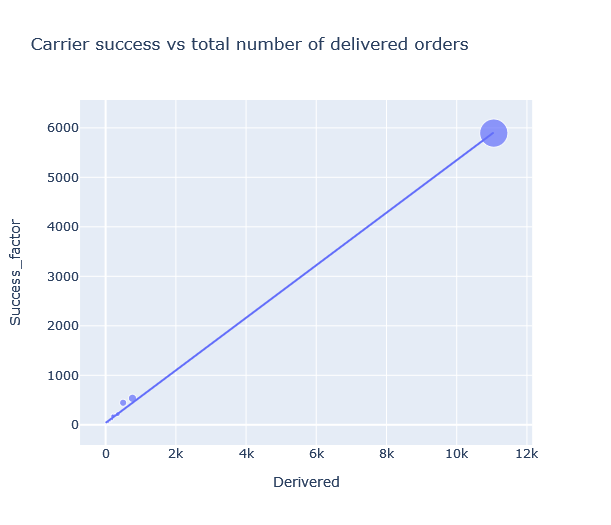 Carrier success vs total number of delivered orders
6000
5000
4000
3000
2000
1000
0
Success_factor
0 2k 4k 6k 8k 10k 12k
Derivered